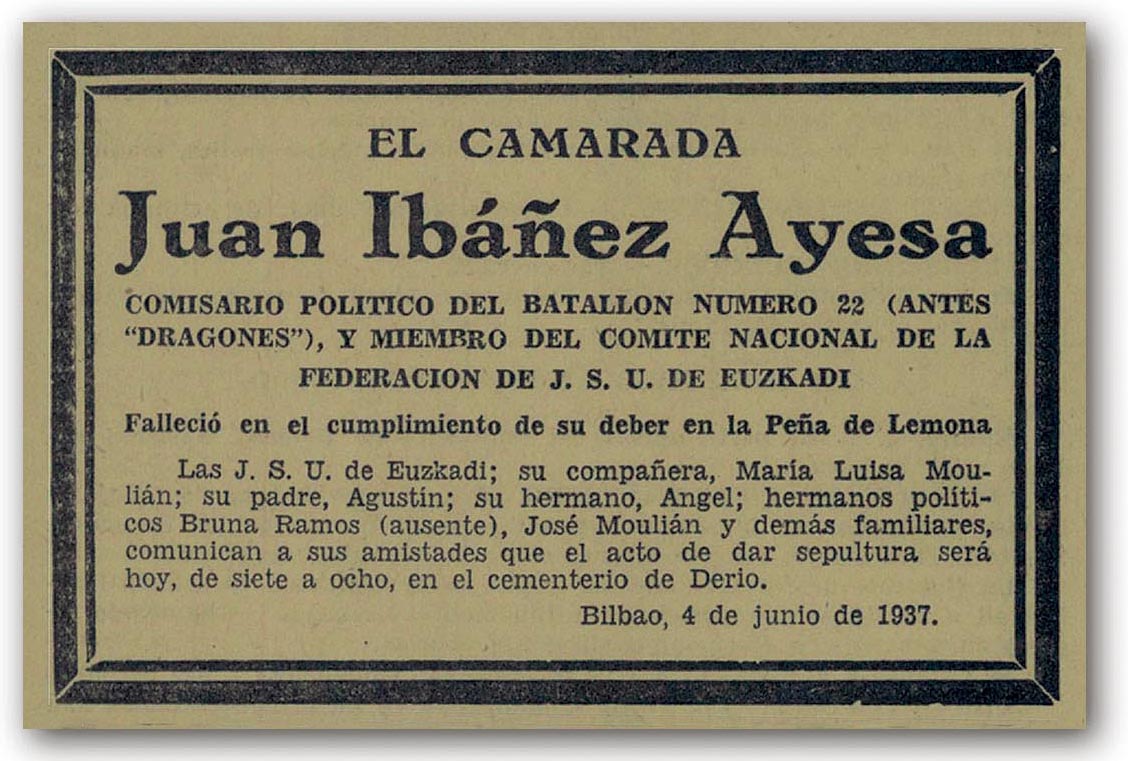 EL CAMARADA
Juan Ibáñez Ayesa
COMISARIO POLITICO DEL BATALLON NUMERO 22 (ANTES
"DRAGONES"), Y MIEMBRO DEL COMITE NACIONAL DE LA
FEDERACION DE J. S. U. DE EUZKADI
Falleció en el cumplimiento de su deber en la Peña de Lemona
Las J. S. U. de Euzkadi; su compañera, María Luisa Mou-
lián; su padre, Agustín; su hermano, Angel; hermanos políti-
cos Bruna Ramos (ausente), José Moulián y demás familiares,
comunican a sus amistades que el acto de dar sepultura será
hoy, de siete a ocho, en el cementerio de Derio.
Bilbao, 4 de junio de 1937.